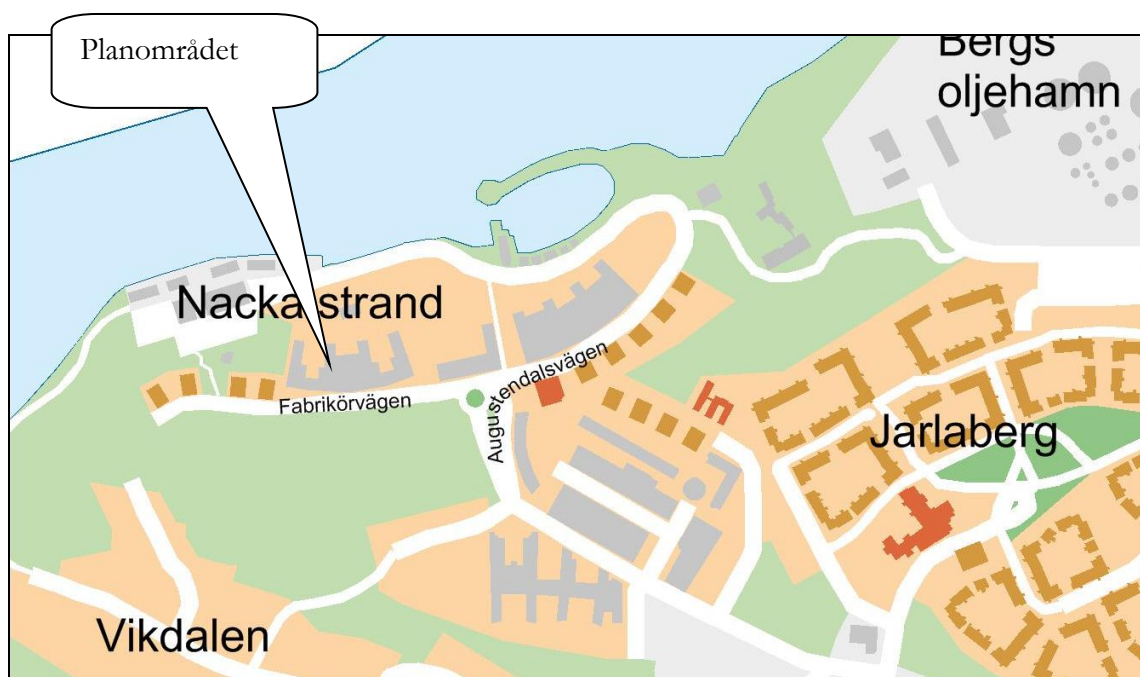 Planområdet
Bergs
oljehamn
Nacka strand
Fabrikörvägen
Augustendalsvägen
Jarlaberg
Vikdalen